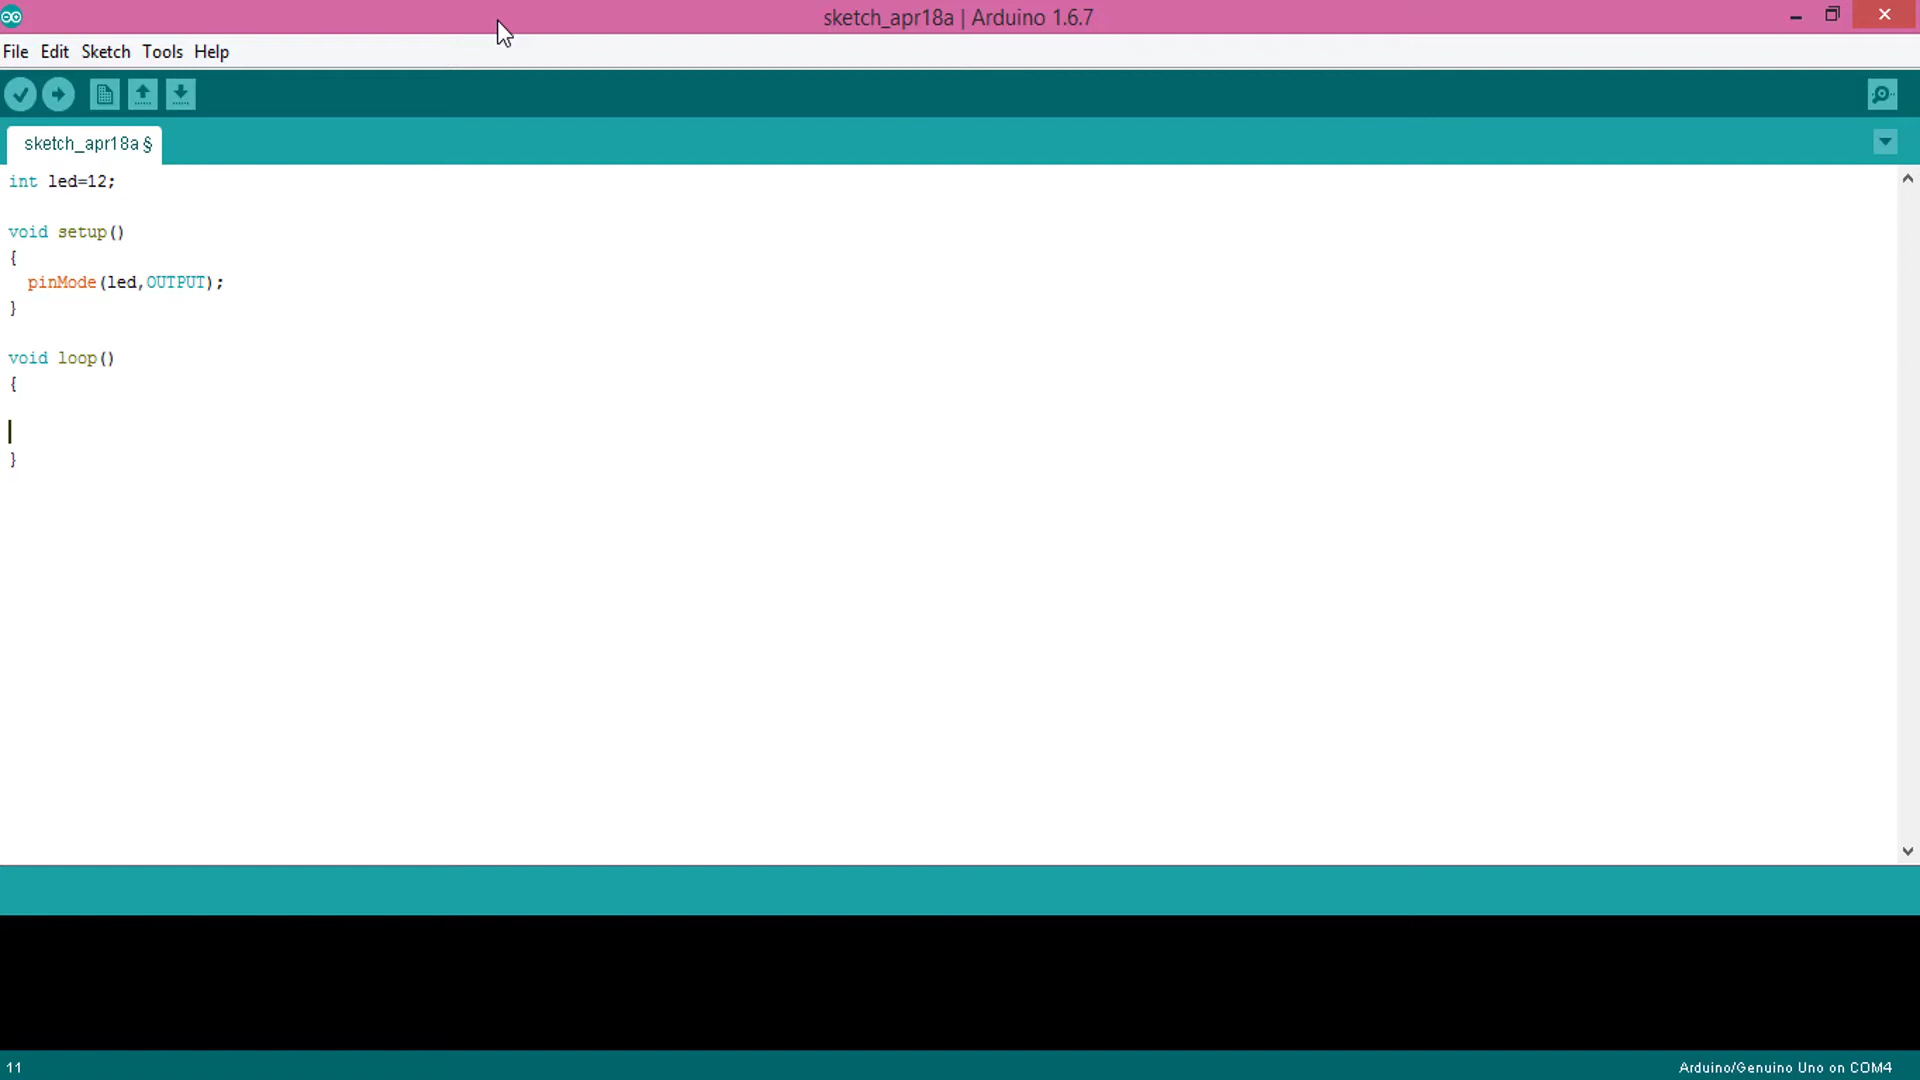 sketch_apr18a | Arduino 1.6.7
File Edit Sketch Tools Help
sketch_apr18a §
int led=12;
void setup()
{
pinMode(led,OUTPUT);
}
void loop()
{
}
11
Arduino/Genuino Uno on COM4